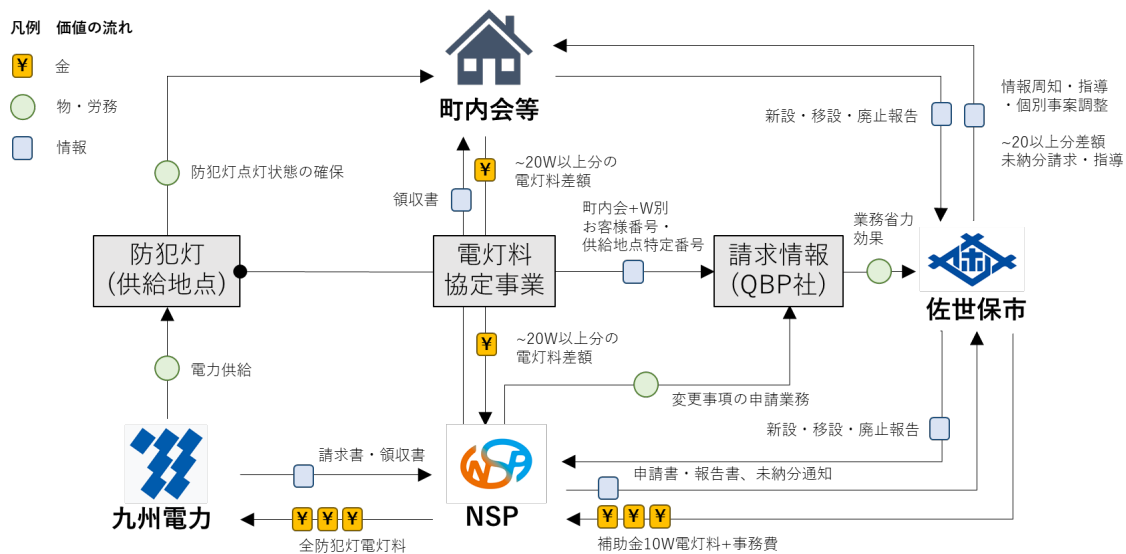 凡例 価値の流れ
¥ 金
物・労務
情報
町内会等
新設・移設・廃止報告
情報周知・指導
・個別事案調整
~20以上分差額
未納分請求・指導
防犯灯点灯状態の確保
領収書
¥
~20W以上分の
電灯料差額
町内会+W別
お客様番号・
供給地点特定番号
業務省力
効果
防犯灯
(供給地点)
電灯料
協定事業
請求情報
(QBP社)
佐世保市
¥
~20W以上分の
電灯料差額
電力供給
変更事項の申請業務
新設・移設・廃止報告
九州電力
請求書・領収書
NSP
NSP
申請書・報告書、未納分通知
¥ ¥ ¥
全防犯灯電灯料
¥ ¥ ¥
補助金10W電灯料+事務費